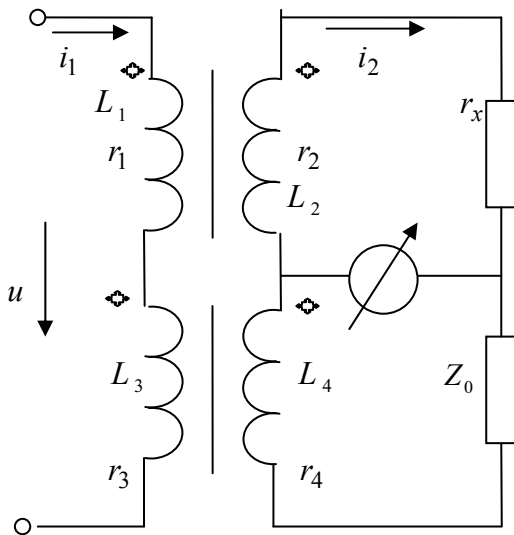 i₁
i₂
L₁
r₁
r₂
rₓ
L₂
u
L₃
L₄
Z₀
r₃
r₄